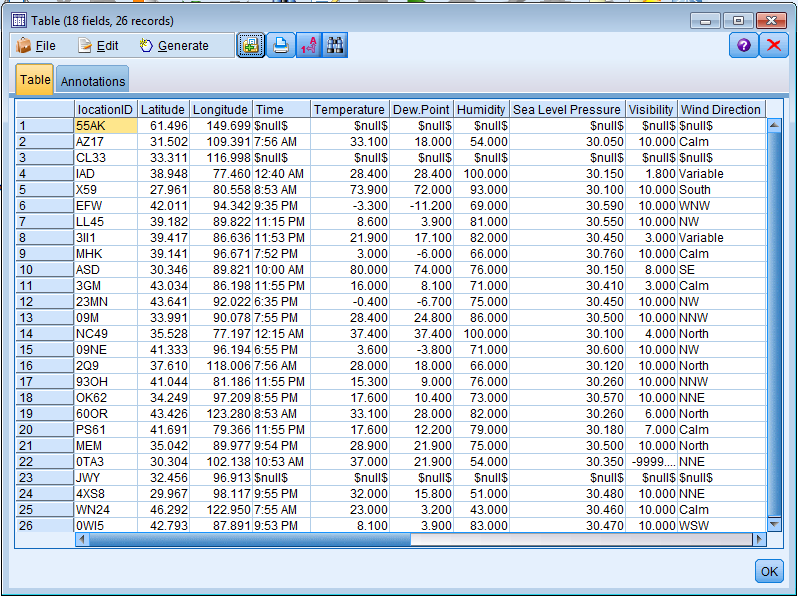 Table (18 fields, 26 records)
File Edit Generate
Table Annotations
locationID Latitude Longitude Time Temperature Dew.Point Humidity Sea Level Pressure Visibility Wind Direction
1 55AK 61.496 149.699 $null$ $null$ $null$ $null$ $null$ $null$ $null$
2 AZ17 31.502 109.391 7:56 AM 33.100 18.000 54.000 30.050 10.000 Calm
3 CL33 33.311 116.998 $null$ $null$ $null$ $null$ $null$ $null$ $null$
4 IAD 38.948 77.460 12:40 AM 28.400 28.400 100.000 30.150 1.800 Variable
5 X59 27.961 80.558 8:53 AM 73.900 72.000 93.000 30.100 10.000 South
6 EFW 42.011 94.342 9:35 PM -3.300 -11.200 69.000 30.590 10.000 WNW
7 LL45 39.182 89.822 11:15 PM 8.600 3.900 81.000 30.550 10.000 NW
8 3II1 39.417 86.636 11:53 PM 21.900 17.100 82.000 30.450 3.000 Variable
9 MHK 39.141 96.671 7:52 PM 3.000 -6.000 66.000 30.760 10.000 Calm
10 ASD 30.346 89.821 10:00 AM 80.000 74.000 76.000 30.150 8.000 SE
11 3GM 43.034 86.198 11:55 PM 16.000 8.100 71.000 30.410 3.000 Calm
12 23MN 43.641 92.022 6:35 PM -0.400 -6.700 75.000 30.450 10.000 NW
13 09M 33.991 90.078 7:55 PM 28.400 24.800 86.000 30.500 10.000 NNW
14 NC49 35.528 77.197 12:15 AM 37.400 37.400 100.000 30.100 4.000 North
15 09NE 41.333 96.194 6:55 PM 3.600 -3.800 71.000 30.600 10.000 NW
16 2Q9 37.610 118.006 7:56 AM 28.000 18.000 66.000 30.120 10.000 North
17 93OH 41.044 81.186 11:55 PM 15.300 9.000 76.000 30.260 10.000 NNW
18 OK62 34.249 97.209 8:55 PM 17.600 10.400 73.000 30.570 10.000 NNE
19 60OR 43.426 123.280 8:53 AM 33.100 28.000 82.000 30.260 6.000 North
20 PS61 41.691 79.366 11:55 PM 17.600 12.200 79.000 30.180 7.000 Calm
21 MEM 35.042 89.977 9:54 PM 28.900 21.900 75.000 30.500 10.000 North
22 0TA3 30.304 102.138 10:53 AM 37.000 21.900 54.000 30.350 -9999.... NNE
23 JWY 32.456 96.913 $null$ $null$ $null$ $null$ $null$ $null$ $null$
24 4XS8 29.967 98.117 9:55 PM 32.000 15.800 51.000 30.480 10.000 NNE
25 WN24 46.292 122.950 7:55 AM 23.000 3.200 43.000 30.460 10.000 Calm
26 0WI5 42.793 87.891 9:53 PM 8.100 3.900 83.000 30.470 10.000 WSW
OK